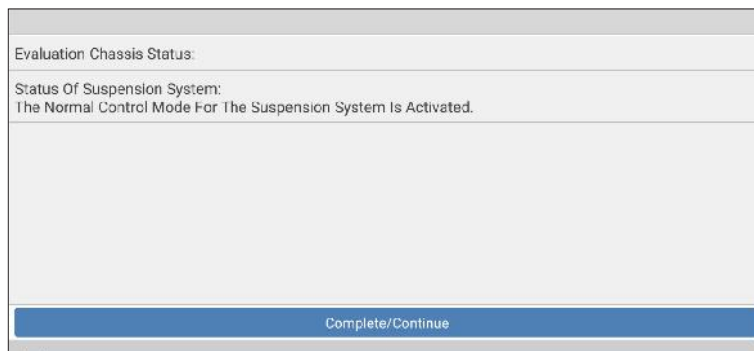 Evaluation Chassis Status:
Status Of Suspension System:
The Normal Control Mode For The Suspension System Is Activated.
Complete/Continue